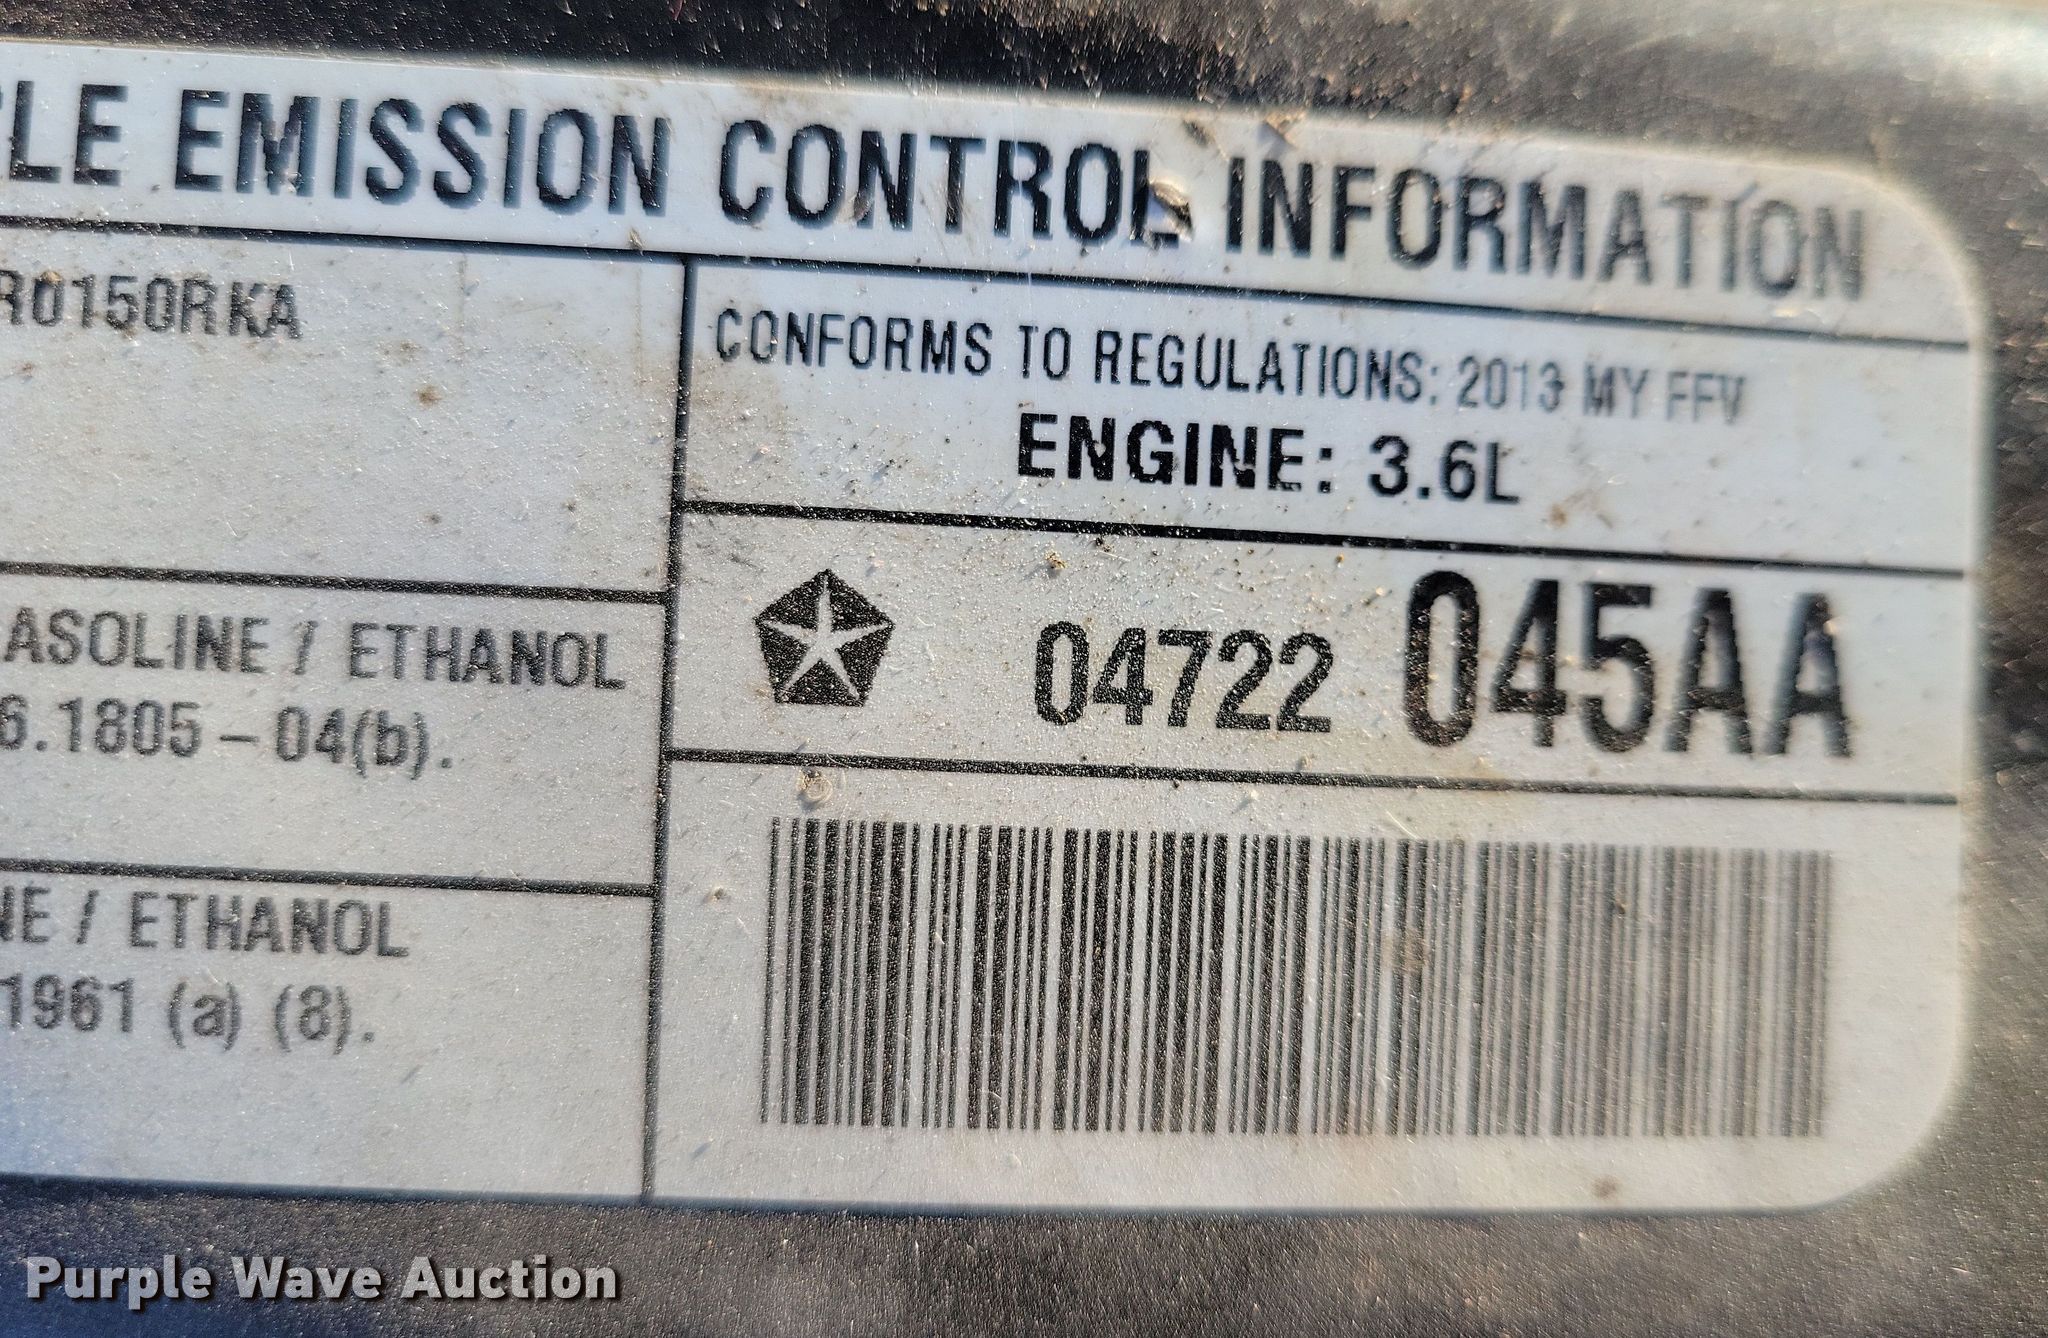 CLE EMISSION CONTROL INFORMATION
R0150RKA
CONFORMS TO REGULATIONS: 2013 MY FFV
ENGINE: 3.6L
ASOLINE / ETHANOL
6.1805-04(b).
04722 045AA
NE / ETHANOL
1961 (a) (8).
Purple Wave Auction